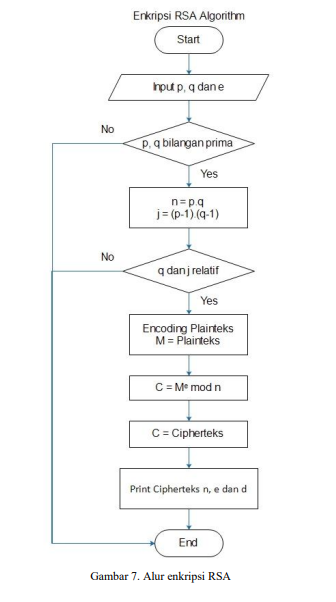 Enkripsi RSA Algorithm
Start
Input p, q dan e
No
p, q bilangan prima
Yes
n = p.q
j = (p-1).(q-1)
No
q dan j relatif
Yes
Encoding Plainteks
M = Plainteks
C = Mᵉ mod n
C = Cipherteks
Print Cipherteks n, e dan d
End
Gambar 7. Alur enkripsi RSA